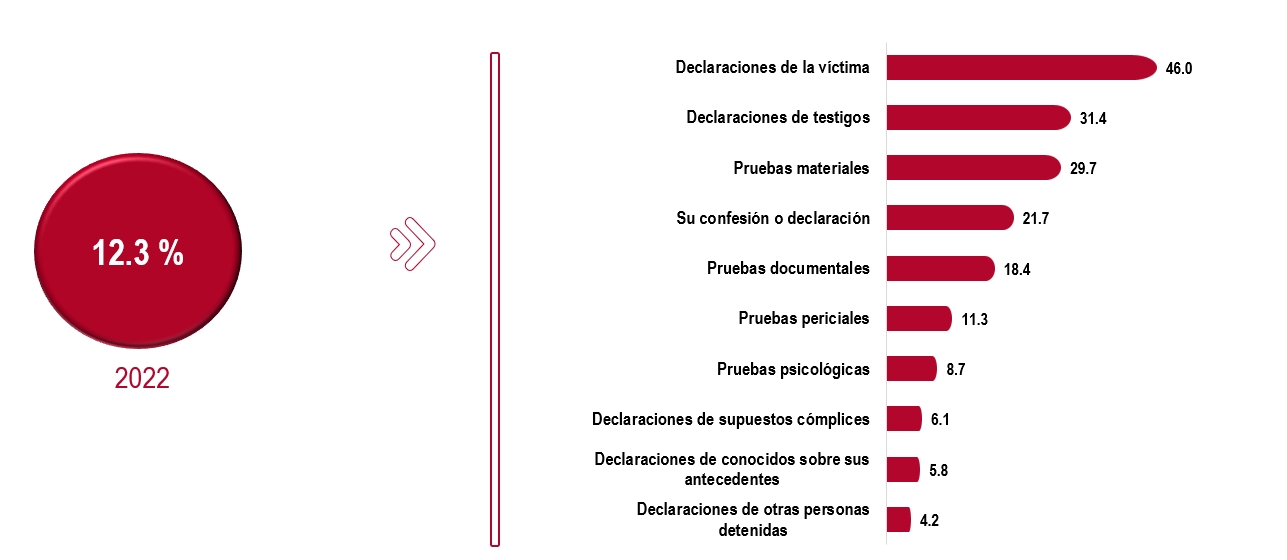 12.3 %
2022
Declaraciones de la víctima 46.0
Declaraciones de testigos 31.4
Pruebas materiales 29.7
Su confesión o declaración 21.7
Pruebas documentales 18.4
Pruebas periciales 11.3
Pruebas psicológicas 8.7
Declaraciones de supuestos cómplices 6.1
Declaraciones de conocidos sobre sus
antecedentes 5.8
Declaraciones de otras personas
detenidas 4.2